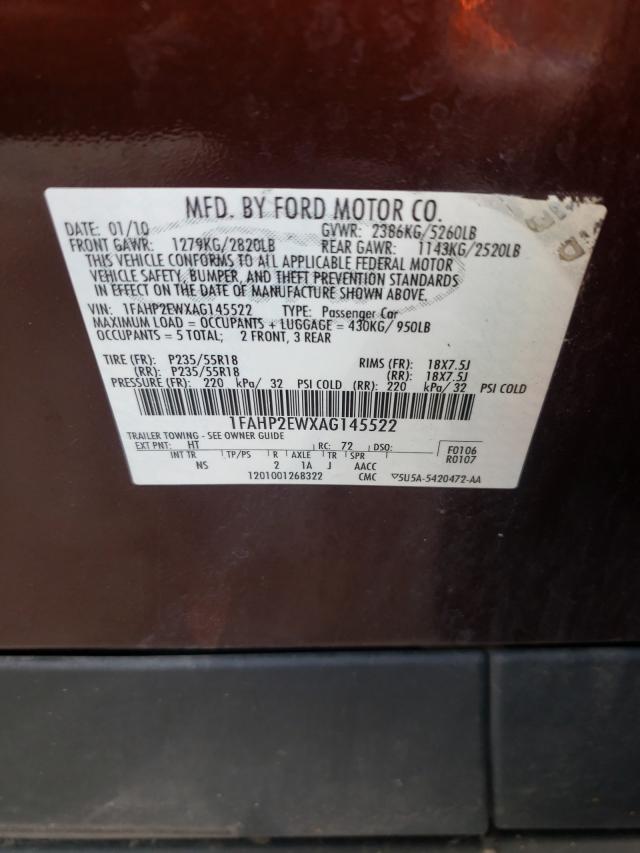 MFD. BY FORD MOTOR CO.
DATE: 01/10 GVWR: 2386KG/5260LB
FRONT GAWR: 1279KG/2820LB REAR GAWR: 1143KG/2520LB
THIS VEHICLE CONFORMS TO ALL APPLICABLE FEDERAL MOTOR
VEHICLE SAFETY, BUMPER, AND THEFT PREVENTION STANDARDS
IN EFFECT ON THE DATE OF MANUFACTURE SHOWN ABOVE.
VIN: 1FAHP2EWXAG145522 TYPE: Passenger Car
MAXIMUM LOAD = OCCUPANTS + LUGGAGE = 430KG/950LB
OCCUPANTS = 5 TOTAL; 2 FRONT, 3 REAR
TIRE (FR): P235/55R18 RIMS (FR): 18X7.5J
(RR): P235/55R18 (RR): 18X7.5J
PRESSURE (FR): 220 kPa/ 32 PSI COLD (RR): 220 kPa/32 PSI COLD
1FAHP2EWXAG145522
TRAILER TOWING - SEE OWNER GUIDE
EXT PNT: HT RC: 72 DSO: F0106
INT TR TP/PS R AXLE TR SPR R0107
NS 2 1A J AACC
1201001268322 CMC ▽5U5A-5420472-AA